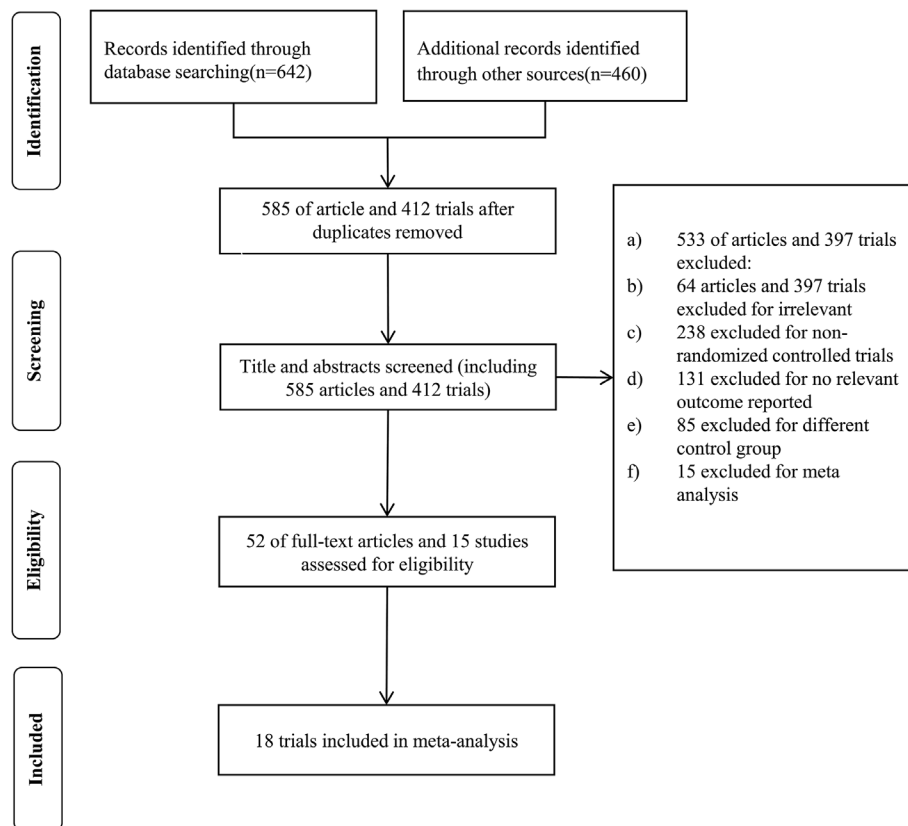 Identification
Records identified through
database searching(n=642)
Additional records identified
through other sources(n=460)
585 of article and 412 trials after
duplicates removed
Screening
Title and abstracts screened (including
585 articles and 412 trials)
a) 533 of articles and 397 trials
excluded:
b) 64 articles and 397 trials
excluded for irrelevant
c) 238 excluded for non-
randomized controlled trials
d) 131 excluded for no relevant
outcome reported
e) 85 excluded for different
control group
f) 15 excluded for meta
analysis
Eligibility
52 of full-text articles and 15 studies
assessed for eligibility
Included
18 trials included in meta-analysis